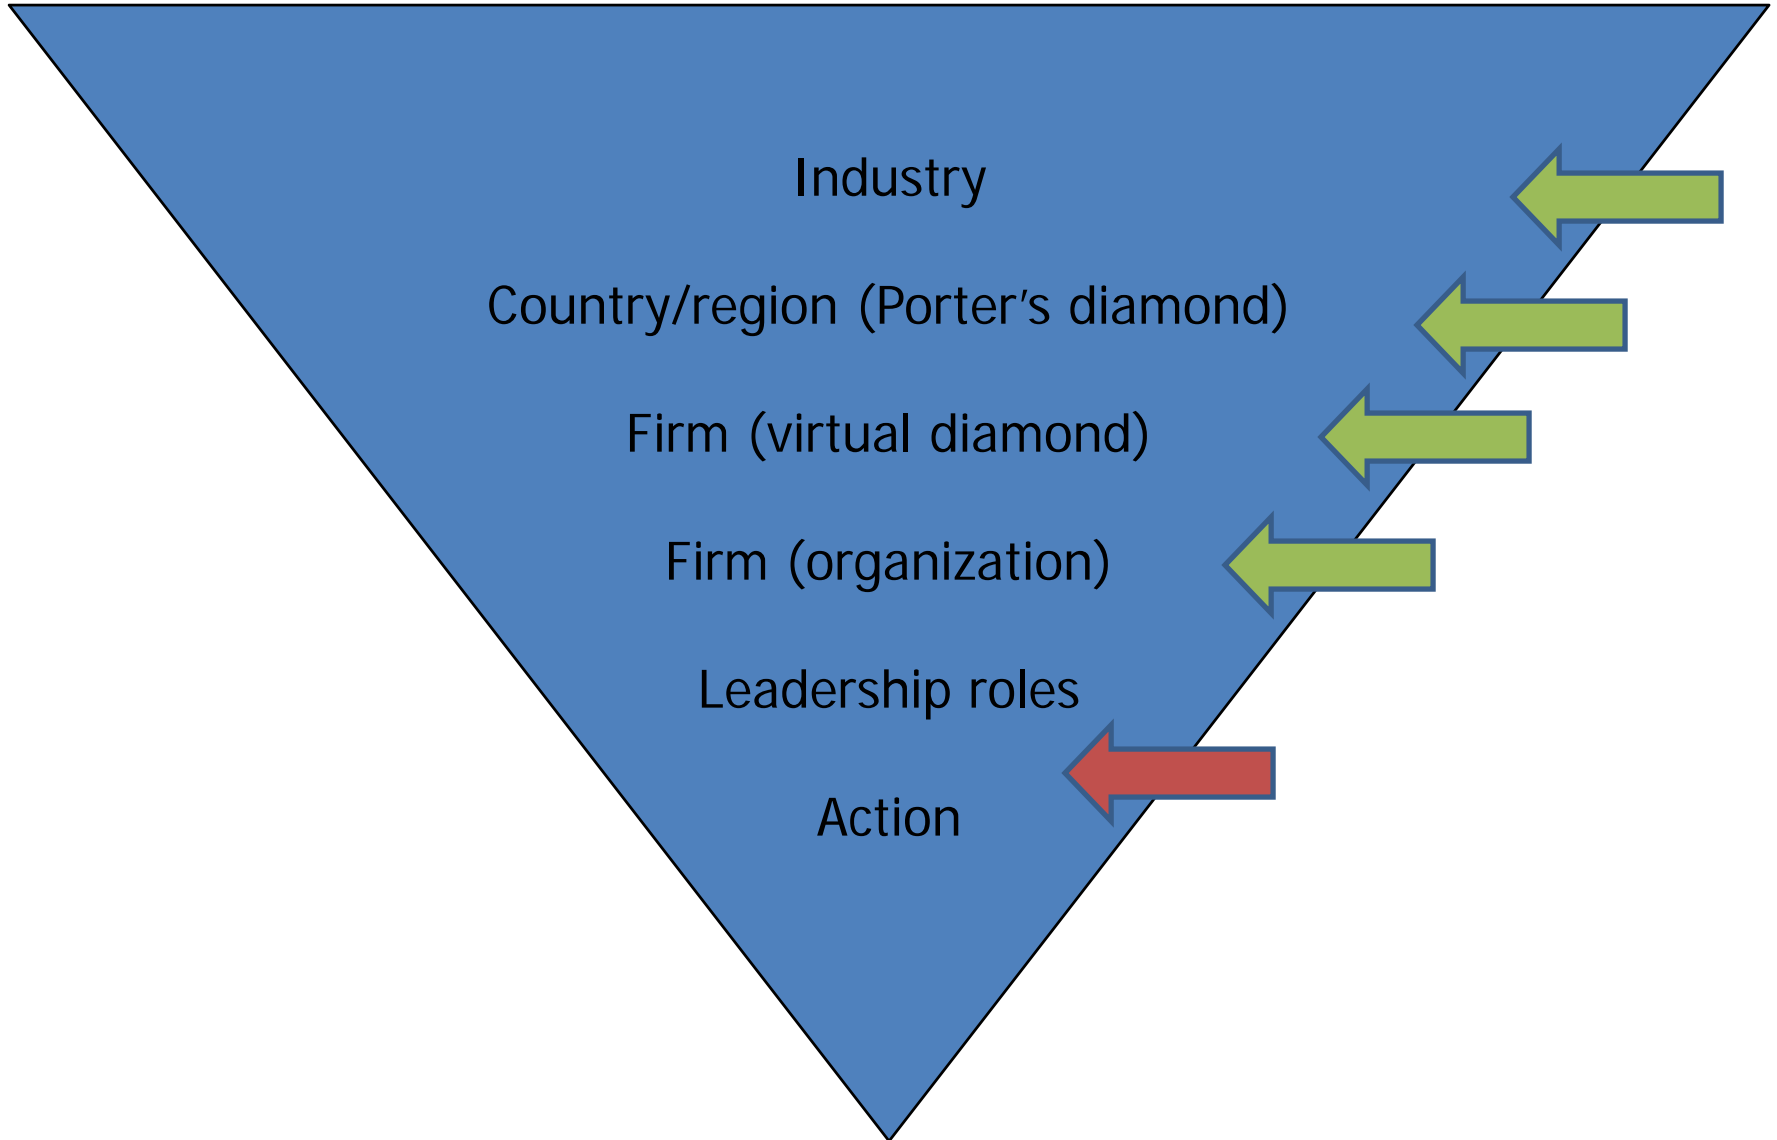 Industry
Country/region (Porter’s diamond)
Firm (virtual diamond)
Firm (organization)
Leadership roles
Action